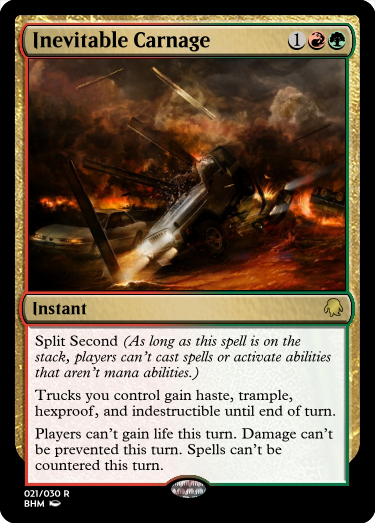 Inevitable Carnage 1
Instant
Split Second (As long as this spell is on the
stack, players can't cast spells or activate abilities
that aren't mana abilities.)
Trucks you control gain haste, trample,
hexproof, and indestructible until end of turn.
Players can't gain life this turn. Damage can't
be prevented this turn. Spells can't be
countered this turn.
021/030 R
BHM